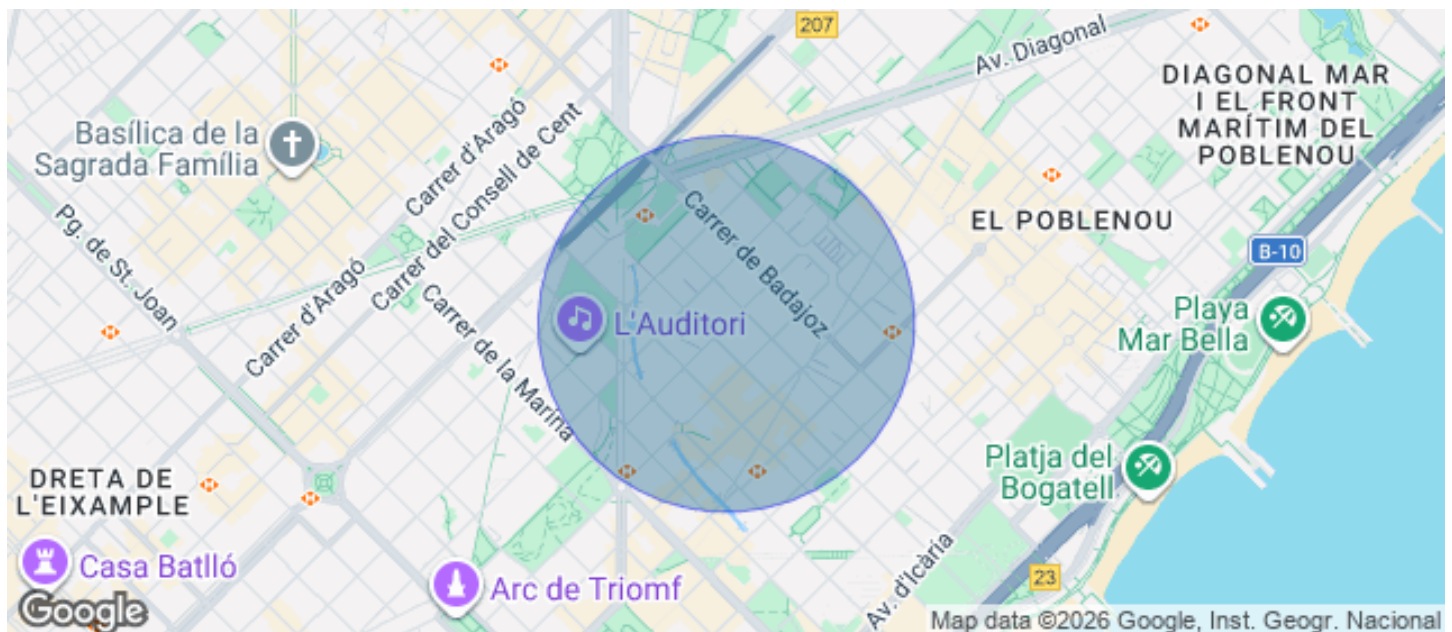 207
Av. Diagonal
DIAGONAL MAR
I EL FRONT
MARÍTIM DEL
POBLENOU
Basílica de la
Sagrada Família
Carrer d'Aragó
Carrer del Consell de Cent
Pg. de St. Joan
Carrer de Badajoz
EL POBLENOU
B-10
Carrer d'Aragó
Carrer de la Marina
L'Auditori
Playa
Mar Bella
DRETA DE
L'EIXAMPLE
Platja del
Bogatell
Casa Batlló
Arc de Triomf
Av. d'Icària
23
Google
Map data ©2026 Google, Inst. Geogr. Nacional